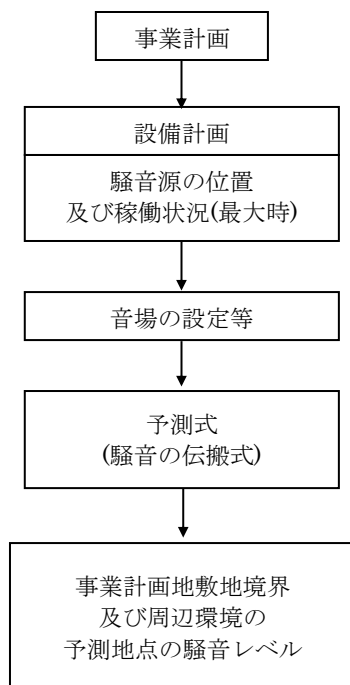 事業計画
設備計画
騒音源の位置
及び稼働状況(最大時)
音場の設定等
予測式
(騒音の伝搬式)
事業計画地敷地境界
及び周辺環境の
予測地点の騒音レベル